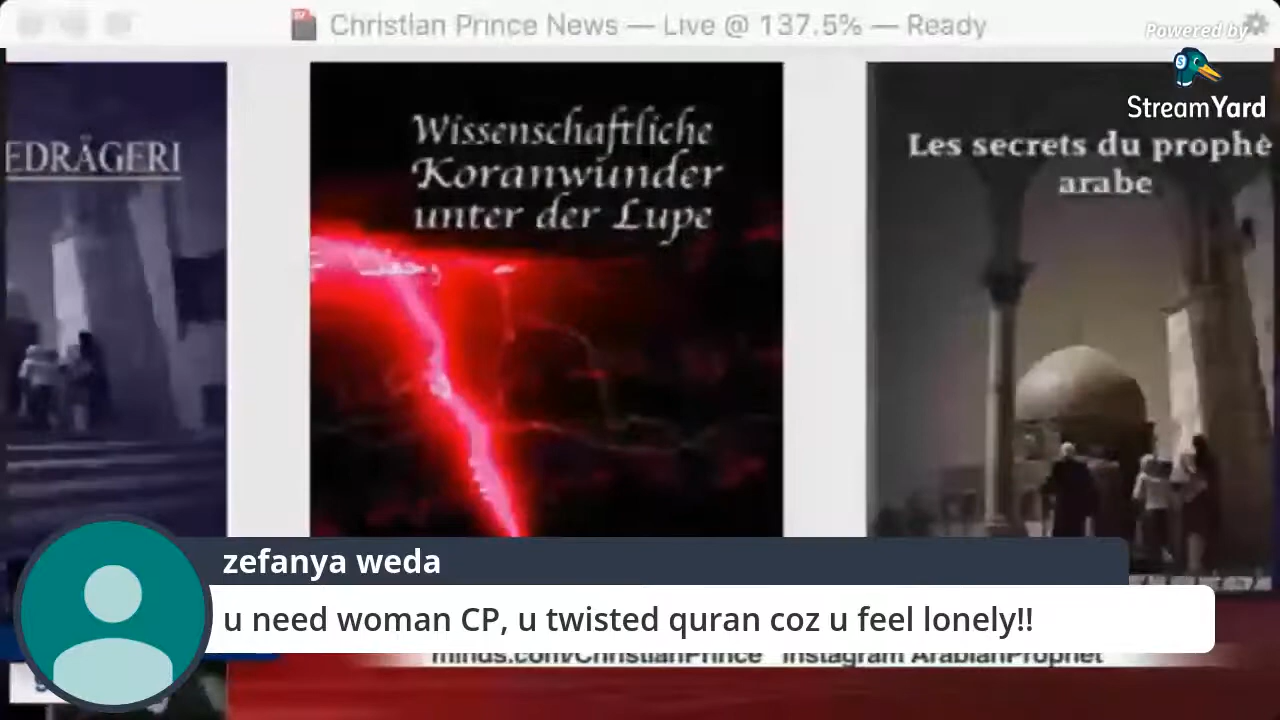 Christian Prince News — Live @ 137.5% — Ready
Powered by
StreamYard
EDRÄGERI
Wissenschaftliche
Koranwunder
unter der Lupe
Les secrets du prophè
arabe
zefanya weda
u need woman CP, u twisted quran coz u feel lonely!!
minds.com/ChristianPrince Instagram ArabianProphet